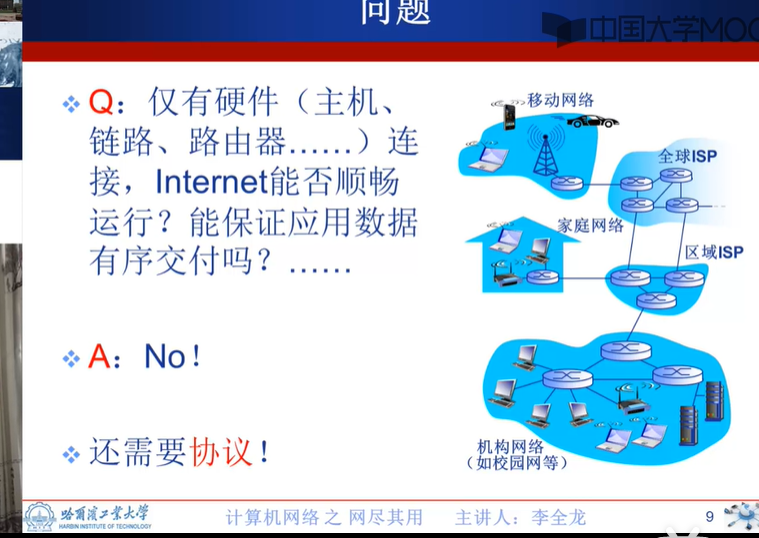 问题
中国大学MOO
Q：仅有硬件（主机、
链路、路由器……）连
接，Internet能否顺畅
运行？能保证应用数据
有序交付吗？……
A：No！
还需要协议！
移动网络
全球ISP
家庭网络
区域ISP
机构网络
（如校园网等）
哈尔滨工业大学
HARBIN INSTITUTE OF TECHNOLOGY
计算机网络之 网尽其用
主讲人：李全龙
9